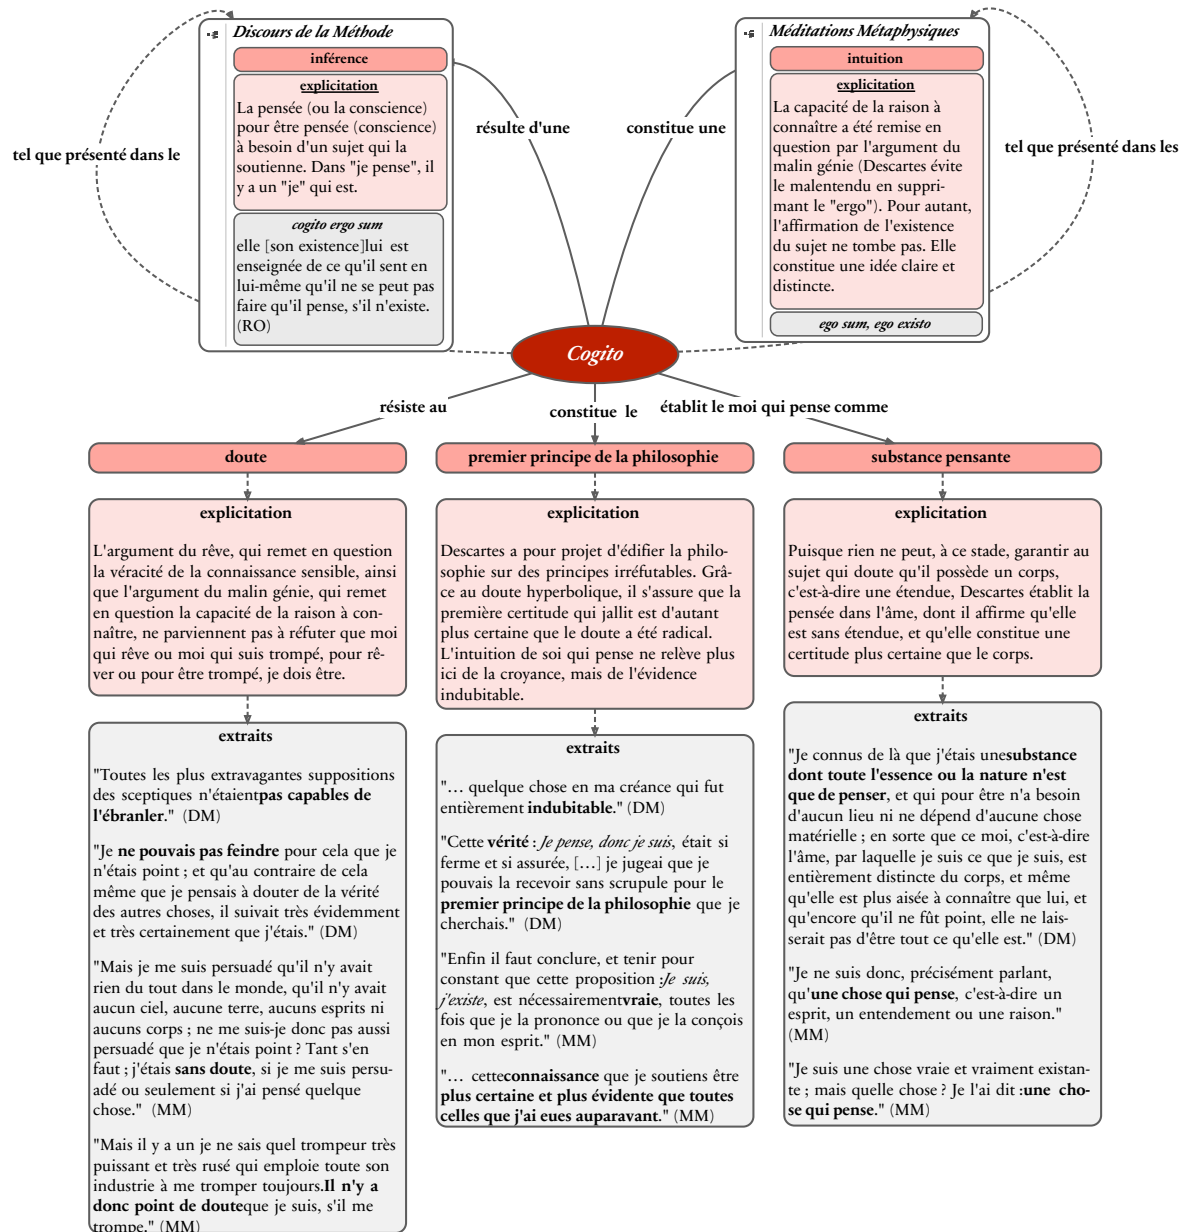 Discours de la Méthode
inférence
explicitation
La pensée (ou la conscience)
pour être pensée (conscience)
à besoin d'un sujet qui la
soutienne. Dans "je pense", il
y a un "je" qui est.
cogito ergo sum
elle [son existence]lui est
enseignée de ce qu'il sent en
lui-même qu'il ne se peut pas
faire qu'il pense, s'il n'existe.
(RO)
tel que présenté dans le
résulte d'une
constitue une
Méditations Métaphysiques
intuition
explicitation
La capacité de la raison à
connaître a été remise en
question par l'argument du
malin génie (Descartes évite
le malentendu en suppri-
mant le "ergo"). Pour autant,
l'affirmation de l'existence
du sujet ne tombe pas. Elle
constitue une idée claire et
distincte.
ego sum, ego existo
tel que présenté dans les
Cogito
résiste au
constitue le
établit le moi qui pense comme
doute
explicitation
L'argument du rêve, qui remet en question
la véracité de la connaissance sensible, ainsi
que l'argument du malin génie, qui remet
en question la capacité de la raison à con-
naître, ne parviennent pas à réfuter que moi
qui rêve ou moi qui suis trompé, pour rê-
ver ou pour être trompé, je dois être.
extraits
"Toutes les plus extravagantes suppositions
des sceptiques n'étaientpas capables de
l'ébranler." (DM)
"Je ne pouvais pas feindre pour cela que je
n'étais point ; et qu'au contraire de cela
même que je pensais à douter de la vérité
des autres choses, il suivait très évidemment
et très certainement que j'étais." (DM)
"Mais je me suis persuadé qu'il n'y avait
rien du tout dans le monde, qu'il n'y avait
aucun ciel, aucune terre, aucuns esprits ni
aucuns corps ; ne me suis-je donc pas aussi
persuadé que je n'étais point ? Tant s'en
faut ; j'étais sans doute, si je me suis persu-
adé ou seulement si j'ai pensé quelque
chose." (MM)
"Mais il y a un je ne sais quel trompeur très
puissant et très rusé qui emploie toute son
industrie à me tromper toujours.Il n'y a
donc point de douteque je suis, s'il me
trompe." (MM)
premier principe de la philosophie
explicitation
Descartes a pour projet d'édifier la philo-
sophie sur des principes irréfutables. Grâ-
ce au doute hyperbolique, il s'assure que la
première certitude qui jallit est d'autant
plus certaine que le doute a été radical.
L'intuition de soi qui pense ne relève plus
ici de la croyance, mais de l'évidence
indubitable.
extraits
"… quelque chose en ma créance qui fut
entièrement indubitable." (DM)
"Cette vérité : Je pense, donc je suis, était si
ferme et si assurée, […] je jugeai que je
pouvais la recevoir sans scrupule pour le
premier principe de la philosophie que je
cherchais." (DM)
"Enfin il faut conclure, et tenir pour
constant que cette proposition :Je suis,
j'existe, est nécessairementvraie, toutes les
fois que je la prononce ou que je la conçois
en mon esprit." (MM)
"… cetteconnaissance que je soutiens être
plus certaine et plus évidente que toutes
celles que j'ai eues auparavant." (MM)
substance pensante
explicitation
Puisque rien ne peut, à ce stade, garantir au
sujet qui doute qu'il possède un corps,
c'est-à-dire une étendue, Descartes établit la
pensée dans l'âme, dont il affirme qu'elle
est sans étendue, et qu'elle constitue une
certitude plus certaine que le corps.
extraits
"Je connus de là que j'étais unesubstance
dont toute l'essence ou la nature n'est
que de penser, et qui pour être n'a besoin
d'aucun lieu ni ne dépend d'aucune chose
matérielle ; en sorte que ce moi, c'est-à-dire
l'âme, par laquelle je suis ce que je suis, est
entièrement distincte du corps, et même
qu'elle est plus aisée à connaître que lui, et
qu'encore qu'il ne fût point, elle ne lais-
serait pas d'être tout ce qu'elle est." (DM)
"Je ne suis donc, précisément parlant,
qu'une chose qui pense, c'est-à-dire un
esprit, un entendement ou une raison."
(MM)
"Je suis une chose vraie et vraiment existan-
te ; mais quelle chose ? Je l'ai dit :une cho-
se qui pense." (MM)